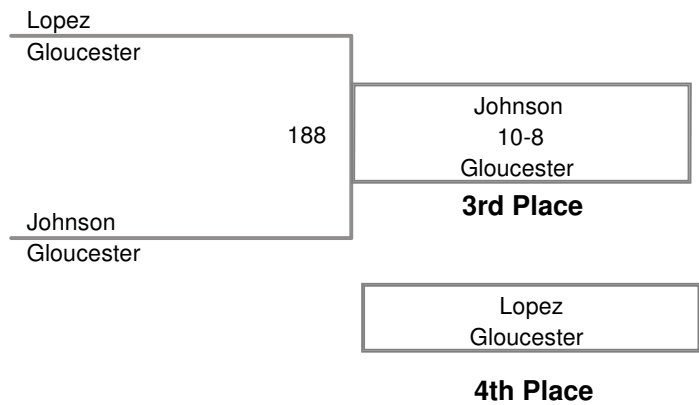 Lopez
Gloucester
188
Johnson
10-8
Gloucester
3rd Place
Johnson
Gloucester
Lopez
Gloucester
4th Place